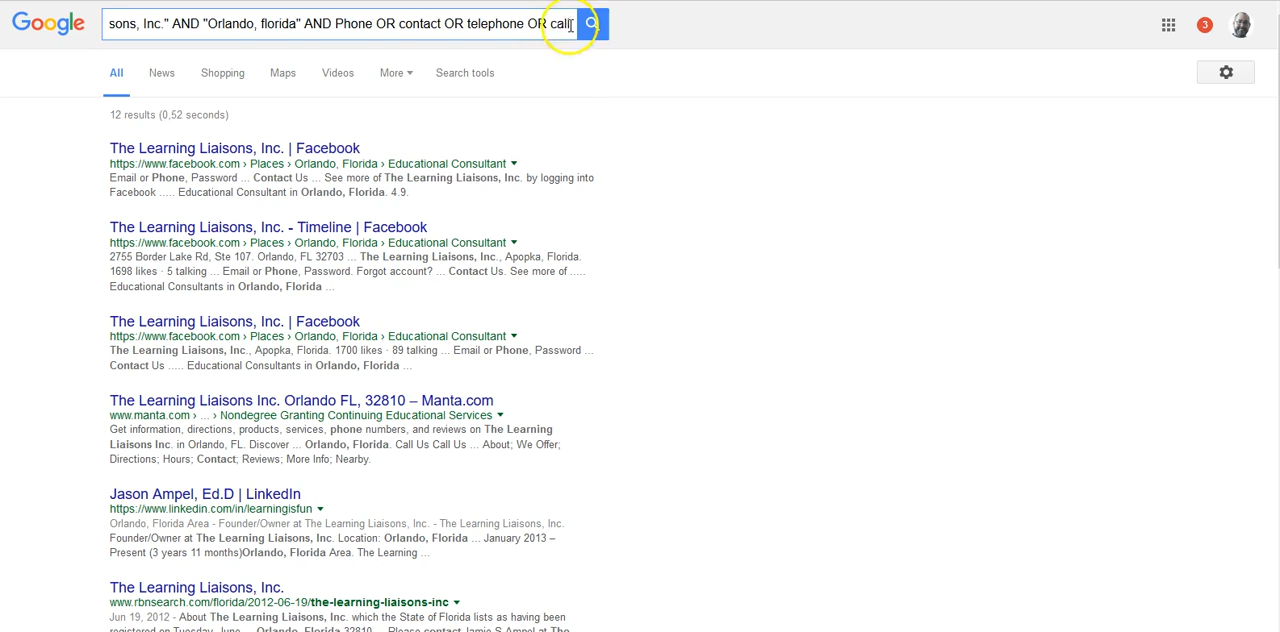 Google
sons, Inc." AND "Orlando, florida" AND Phone OR contact OR telephone OR call
3
All News Shopping Maps Videos More Search tools
12 results (0,52 seconds)
The Learning Liaisons, Inc. | Facebook
https://www.facebook.com › Places › Orlando, Florida › Educational Consultant
Email or Phone, Password ... Contact Us ... See more of The Learning Liaisons, Inc. by logging into
Facebook ..... Educational Consultant in Orlando, Florida. 4.9.
The Learning Liaisons, Inc. - Timeline | Facebook
https://www.facebook.com › Places › Orlando, Florida › Educational Consultant
2755 Border Lake Rd, Ste 107. Orlando, FL 32703 ... The Learning Liaisons, Inc., Apopka, Florida.
1698 likes · 5 talking ... Email or Phone, Password. Forgot account? ... Contact Us. See more of .....
Educational Consultants in Orlando, Florida ...
The Learning Liaisons, Inc. | Facebook
https://www.facebook.com › Places › Orlando, Florida › Educational Consultant
The Learning Liaisons, Inc., Apopka, Florida. 1700 likes · 89 talking ... Email or Phone, Password ...
Contact Us ..... Educational Consultants in Orlando, Florida ...
The Learning Liaisons Inc. Orlando FL, 32810 – Manta.com
www.manta.com › ... › Nondegree Granting Continuing Educational Services
Get information, directions, products, services, phone numbers, and reviews on The Learning
Liaisons Inc. in Orlando, FL. Discover ... Orlando, Florida. Call Us Call Us ... About; We Offer;
Directions; Hours; Contact; Reviews; More Info; Nearby.
Jason Ampel, Ed.D | LinkedIn
https://www.linkedin.com/in/learningisfun
Orlando, Florida Area - Founder/Owner at The Learning Liaisons, Inc. - The Learning Liaisons, Inc.
Founder/Owner at The Learning Liaisons, Inc. Location: Orlando, Florida ... January 2013 –
Present (3 years 11 months)Orlando, Florida Area. The Learning ...
The Learning Liaisons, Inc.
www.rbnsearch.com/florida/2012-06-19/the-learning-liaisons-inc
Jun 19, 2012 - About The Learning Liaisons, Inc. which the State of Florida lists as having been
registered on Tuesday, June ... Orlando, Florida 32810 ... Please contact Jamie S Ampel at The